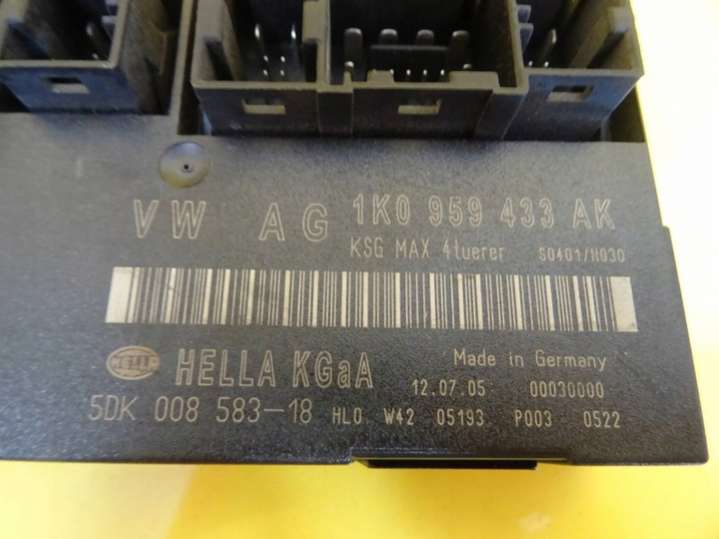 VW AG 1K0 959 433 AK
KSG MAX 4tuerer S0401/H030
HELLA HELLA KGaA Made in Germany
12.07.05 00030000
5DK 008 583-18 HLO W42 05193 P003 0522